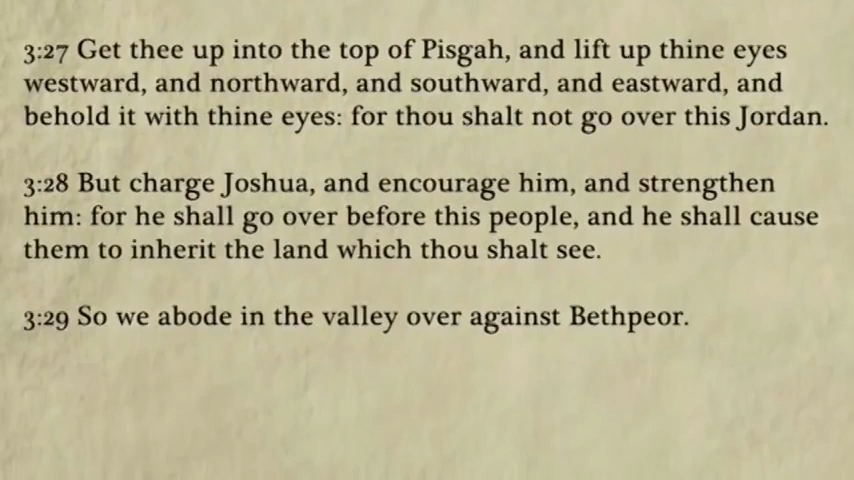 3:27 Get thee up into the top of Pisgah, and lift up thine eyes
westward, and northward, and southward, and eastward, and
behold it with thine eyes: for thou shalt not go over this Jordan.
3:28 But charge Joshua, and encourage him, and strengthen
him: for he shall go over before this people, and he shall cause
them to inherit the land which thou shalt see.
3:29 So we abode in the valley over against Bethpeor.